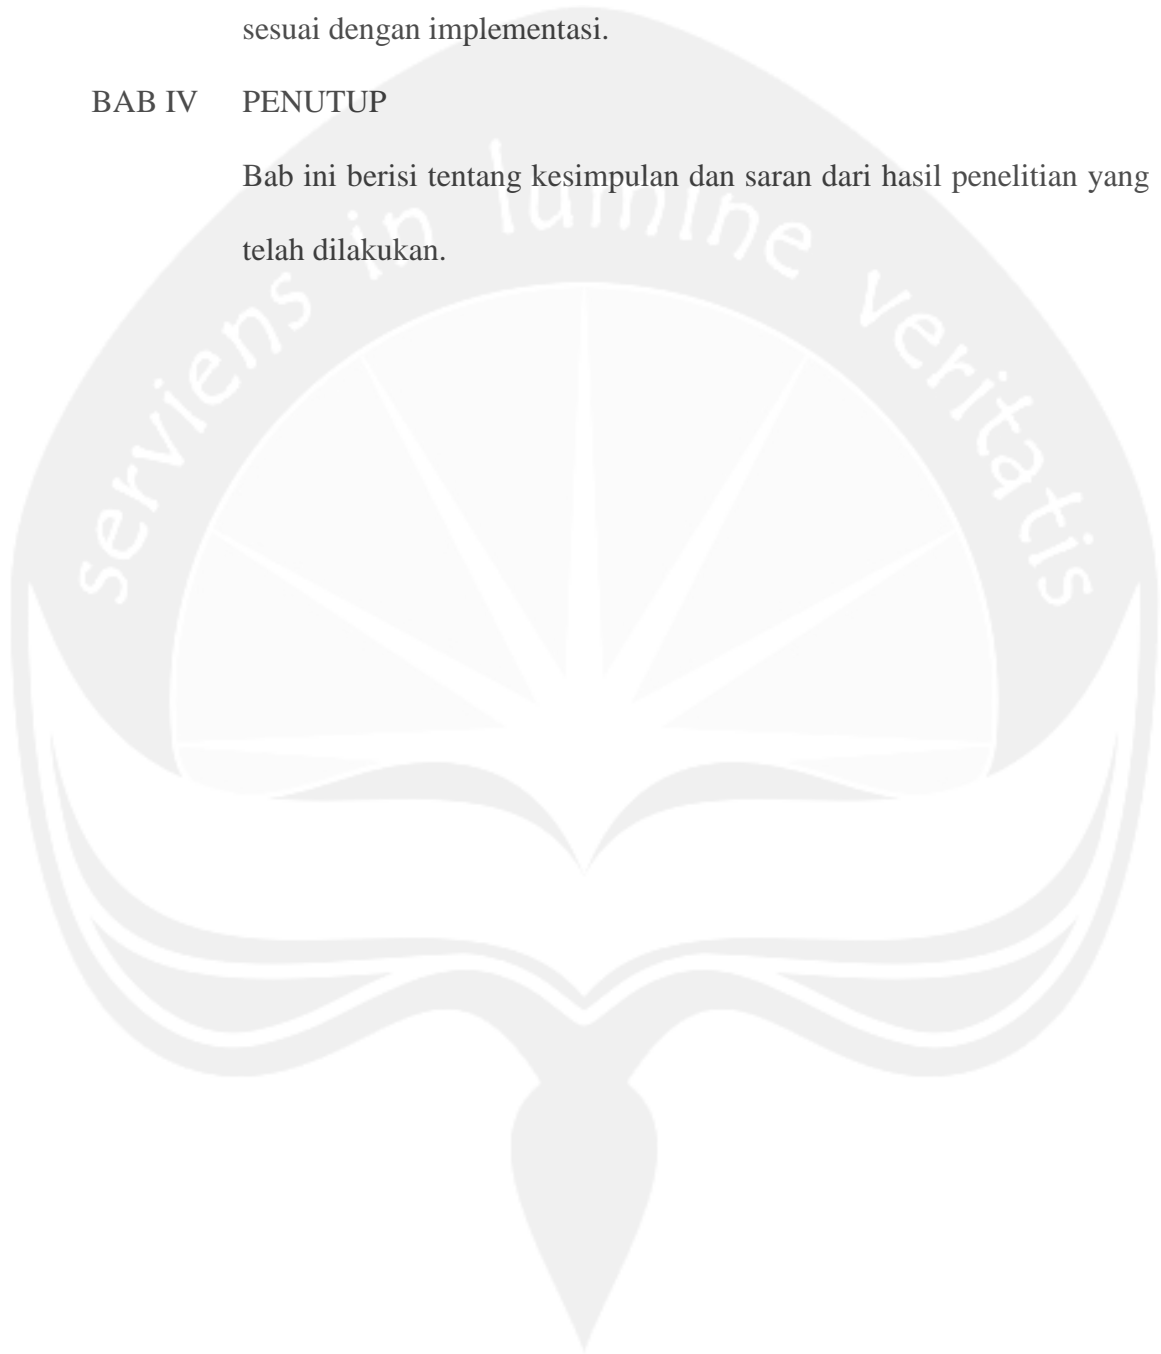 sesuai dengan implementasi.
BAB IV PENUTUP
Bab ini berisi tentang kesimpulan dan saran dari hasil penelitian yang
telah dilakukan.
serviens in lumine veritatis